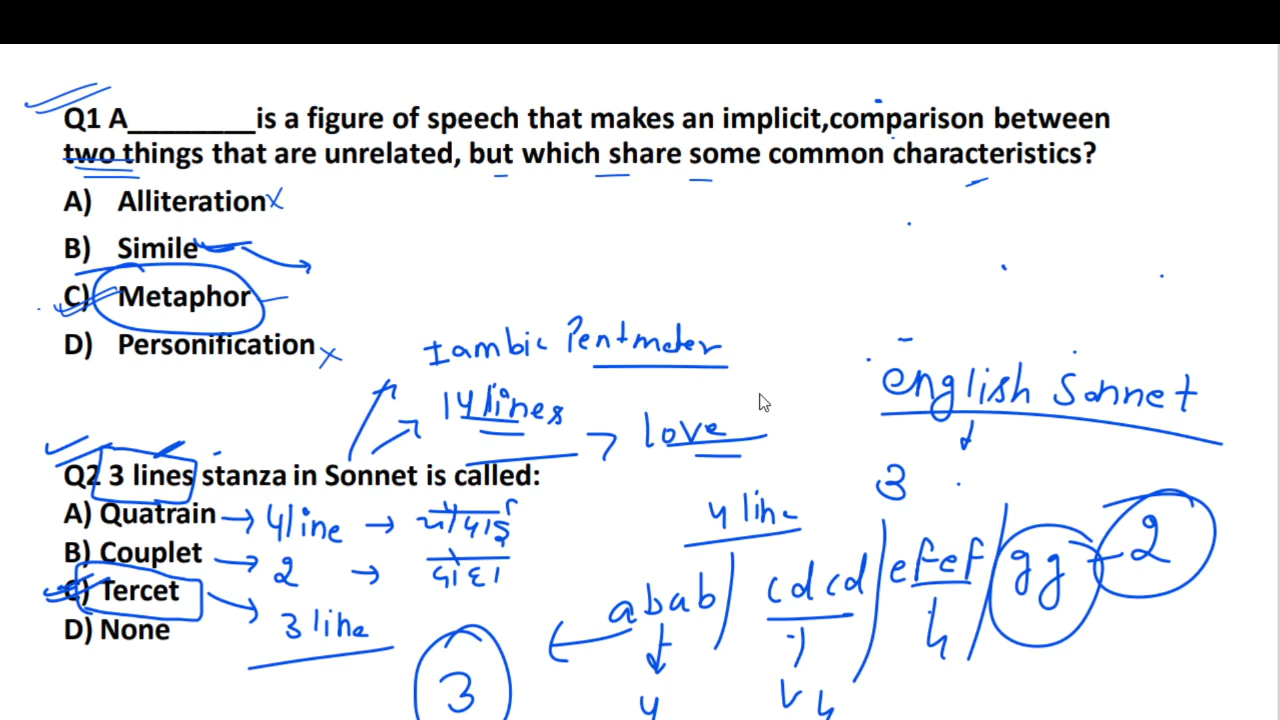 Q1 A________is a figure of speech that makes an implicit,comparison between
two things that are unrelated, but which share some common characteristics?
A) Alliteration
B) Simile
C) Metaphor
D) Personification
Iambic Pentmeter
14 lines
love
english Sonnet
Q2 3 lines stanza in Sonnet is called:
A) Quatrain → 4 line → चौपाई
B) Couplet → 2 →
C) Tercet
3 line
D) None
3
4 line
abab / cdcd / efef / gg - 2
4
4
3